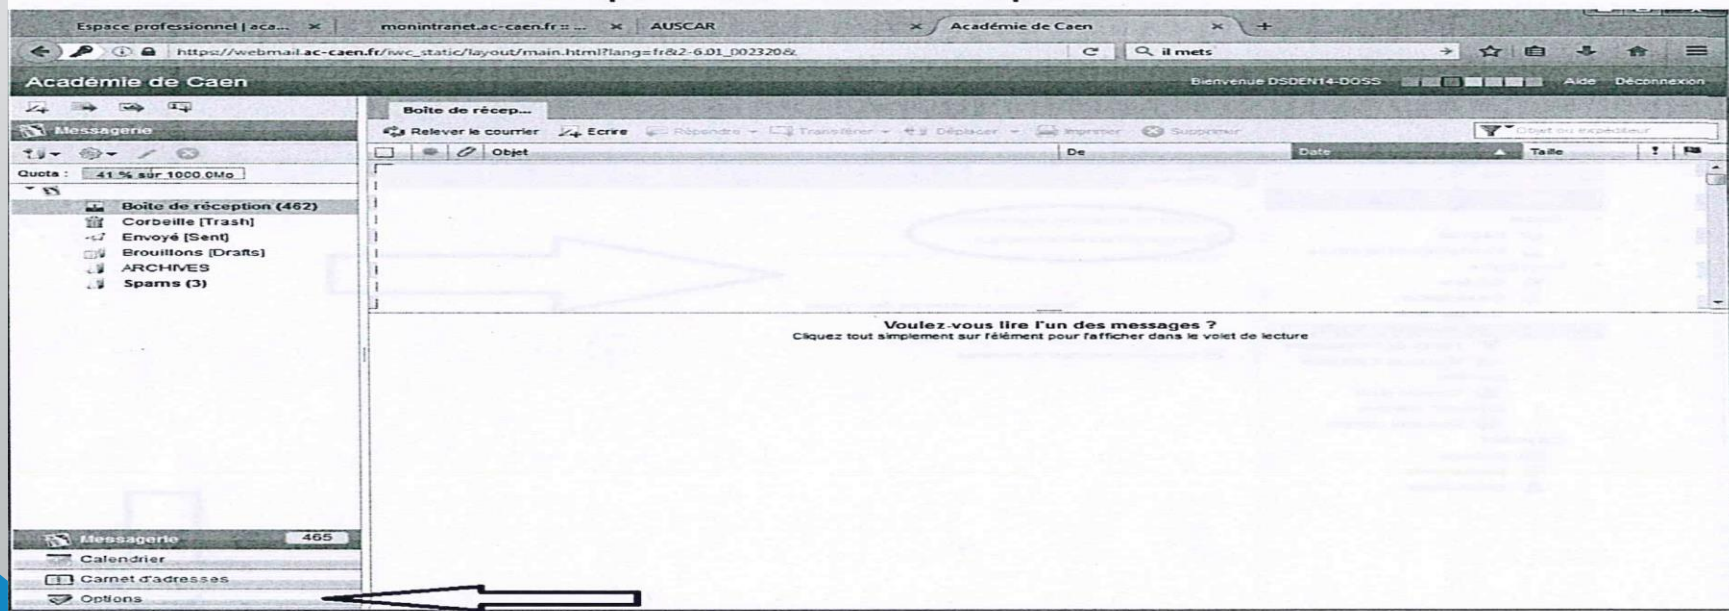 Espace professionnel | aca... × monintranet.ac-caen.fr :: ... × AUSCAR × Académie de Caen × +
https://webmail.ac-caen.fr/iwc_static/layout/main.html?lang=fr&2-6.01_002320& il mets
Académie de Caen Bienvenue DSDEN14-DOSS Aide Déconnexion
Boîte de récep...
Messagerie Relever le courrier Ecrire Répondre Transférer Déplacer Imprimer Supprimer Objet ou expéditeur
Objet De Date Taille !
Quota : 41 % sur 1000.0Mo
Boîte de réception (462)
Corbeille [Trash]
Envoyé [Sent]
Brouillons [Drafts]
ARCHIVES
Spams (3)
Voulez-vous lire l'un des messages ?
Cliquez tout simplement sur l'élément pour l'afficher dans le volet de lecture
Messagerie 465
Calendrier
Carnet d'adresses
Options